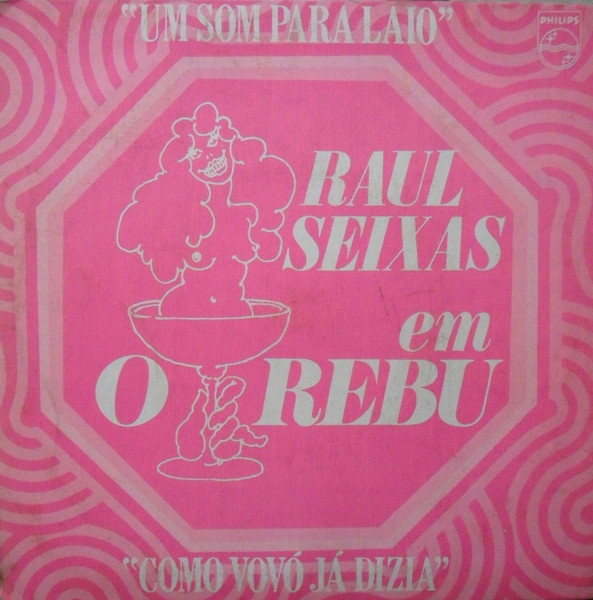 "UM SOM PARA LAIO"
PHILIPS
RAUL
SEIXAS
em
O REBU
"COMO VOVÓ JÁ DIZIA"